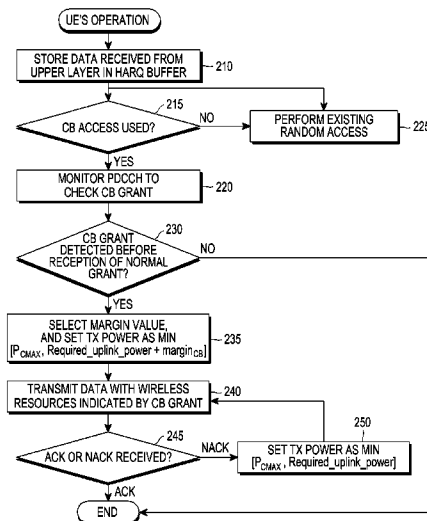 UE'S OPERATION
STORE DATA RECEIVED FROM
UPPER LAYER IN HARQ BUFFER
210
215
CB ACCESS USED?
NO
PERFORM EXISTING
RANDOM ACCESS
225
YES
MONITOR PDCCH TO
CHECK CB GRANT
220
230
CB GRANT
DETECTED BEFORE
RECEPTION OF NORMAL
GRANT?
NO
YES
SELECT MARGIN VALUE,
AND SET TX POWER AS MIN
[PCMAX, Required_uplink_power + marginCB]
235
TRANSMIT DATA WITH WIRELESS
RESOURCES INDICATED BY CB GRANT
240
245
ACK OR NACK RECEIVED?
NACK
250
SET TX POWER AS MIN
[PCMAX, Required_uplink_power]
ACK
END